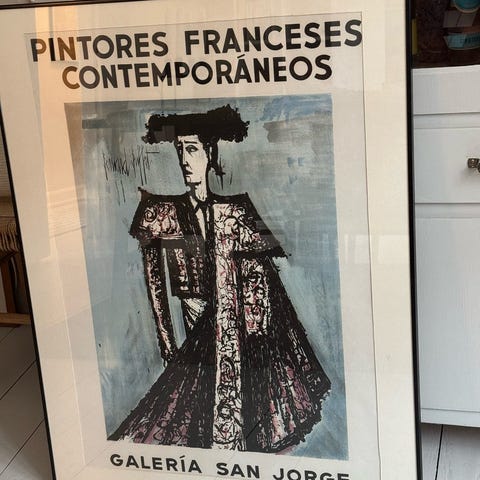 PINTORES FRANCESES
CONTEMPORÁNEOS
GALERÍA SAN JORGE